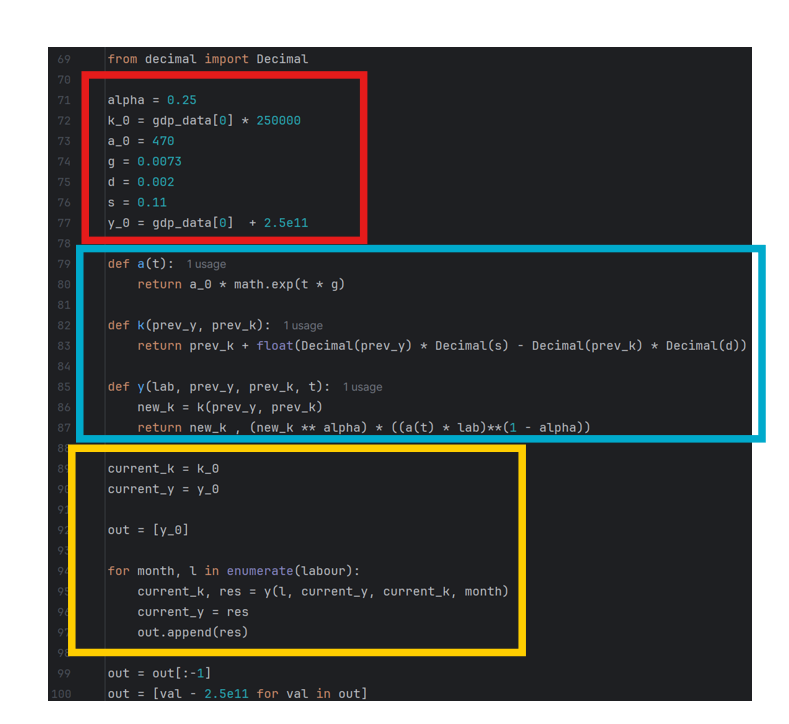 69 from decimal import Decimal
70
71 alpha = 0.25
72 k_0 = gdp_data[0] * 250000
73 a_0 = 470
74 g = 0.0073
75 d = 0.002
76 s = 0.11
77 y_0 = gdp_data[0]  + 2.5e11
78
79 def a(t): 1 usage
80     return a_0 * math.exp(t * g)
81
82 def k(prev_y, prev_k): 1 usage
83     return prev_k + float(Decimal(prev_y) * Decimal(s) - Decimal(prev_k) * Decimal(d))
84
85 def y(lab, prev_y, prev_k, t): 1 usage
86     new_k = k(prev_y, prev_k)
87     return new_k , (new_k ** alpha) * ((a(t) * lab)**(1 - alpha))
88
89 current_k = k_0
90 current_y = y_0
91
92 out = [y_0]
93
94 for month, l in enumerate(labour):
95     current_k, res = y(l, current_y, current_k, month)
96     current_y = res
97     out.append(res)
98
99 out = out[:-1]
100 out = [val - 2.5e11 for val in out]